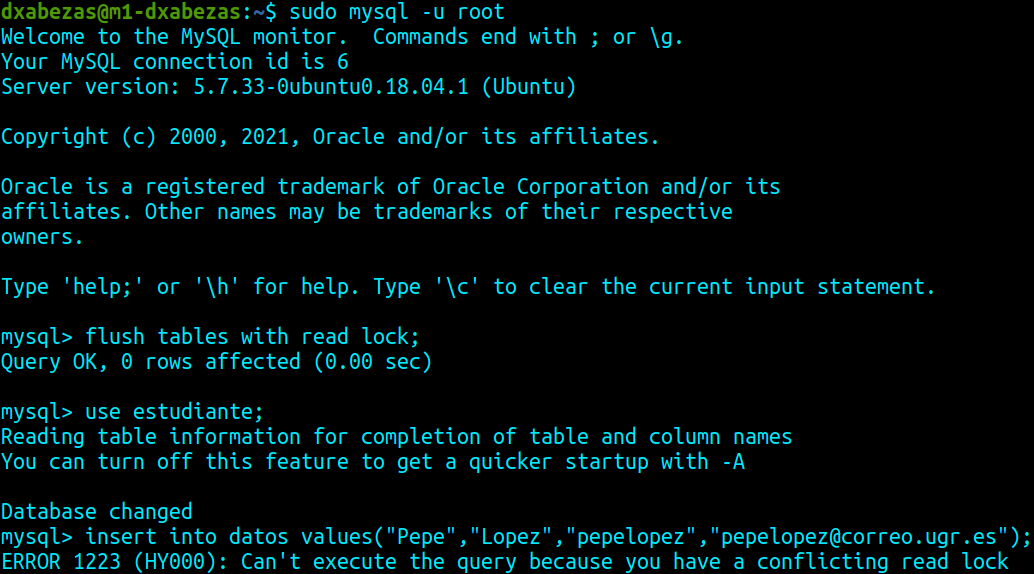 dxabezas@m1-dxabezas:~$ sudo mysql -u root
Welcome to the MySQL monitor.  Commands end with ; or \g.
Your MySQL connection id is 6
Server version: 5.7.33-0ubuntu0.18.04.1 (Ubuntu)

Copyright (c) 2000, 2021, Oracle and/or its affiliates.

Oracle is a registered trademark of Oracle Corporation and/or its
affiliates. Other names may be trademarks of their respective
owners.

Type 'help;' or '\h' for help. Type '\c' to clear the current input statement.

mysql> flush tables with read lock;
Query OK, 0 rows affected (0.00 sec)

mysql> use estudiante;
Reading table information for completion of table and column names
You can turn off this feature to get a quicker startup with -A

Database changed
mysql> insert into datos values("Pepe","Lopez","pepelopez","pepelopez@correo.ugr.es");
ERROR 1223 (HY000): Can't execute the query because you have a conflicting read lock